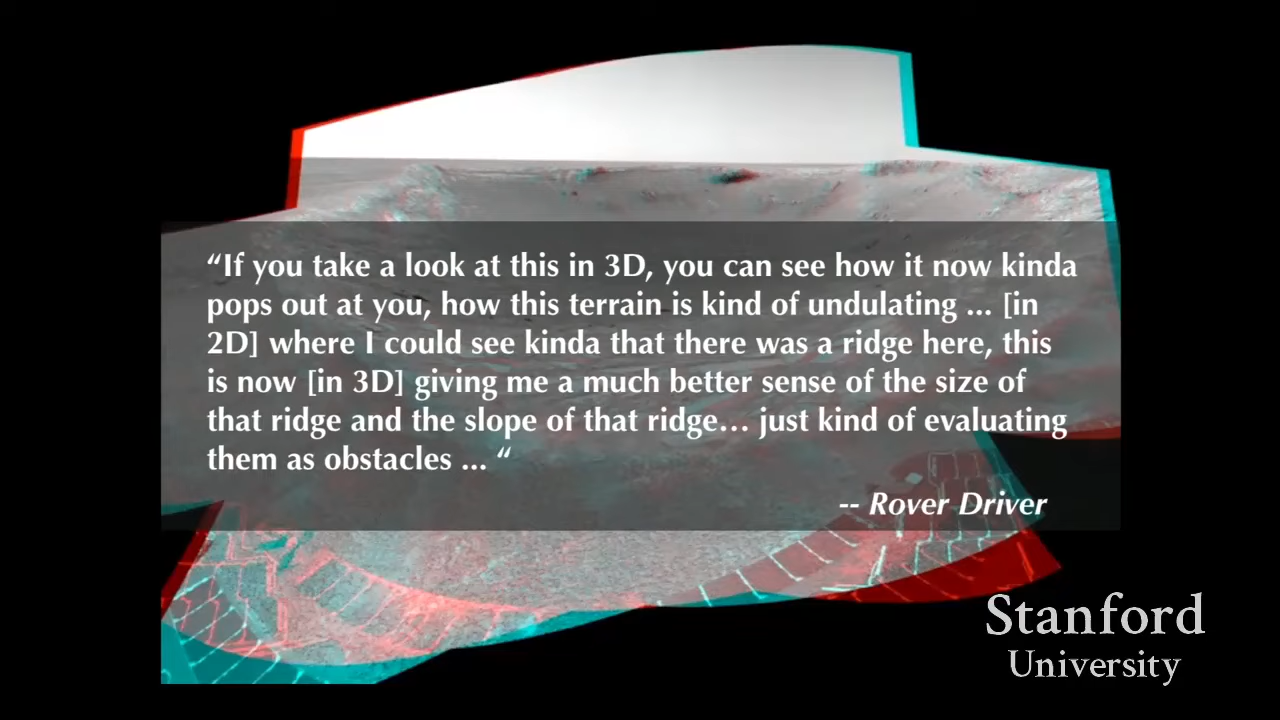 “If you take a look at this in 3D, you can see how it now kinda
pops out at you, how this terrain is kind of undulating ... [in
2D] where I could see kinda that there was a ridge here, this
is now [in 3D] giving me a much better sense of the size of
that ridge and the slope of that ridge… just kind of evaluating
them as obstacles ... “
-- Rover Driver
Stanford
University